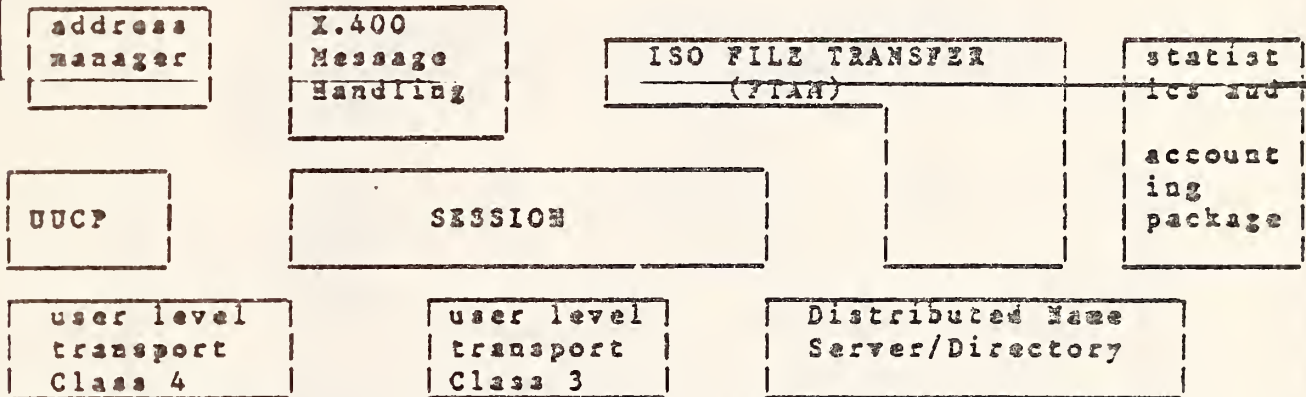 address
manager
X.400
Message
Handling
ISO FILE TRANSFER
(FTAM)
statist
ics and
account
ing
package
UUCP
SESSION
user level
transport
Class 4
user level
transport
Class 3
Distributed Name
Server/Directory